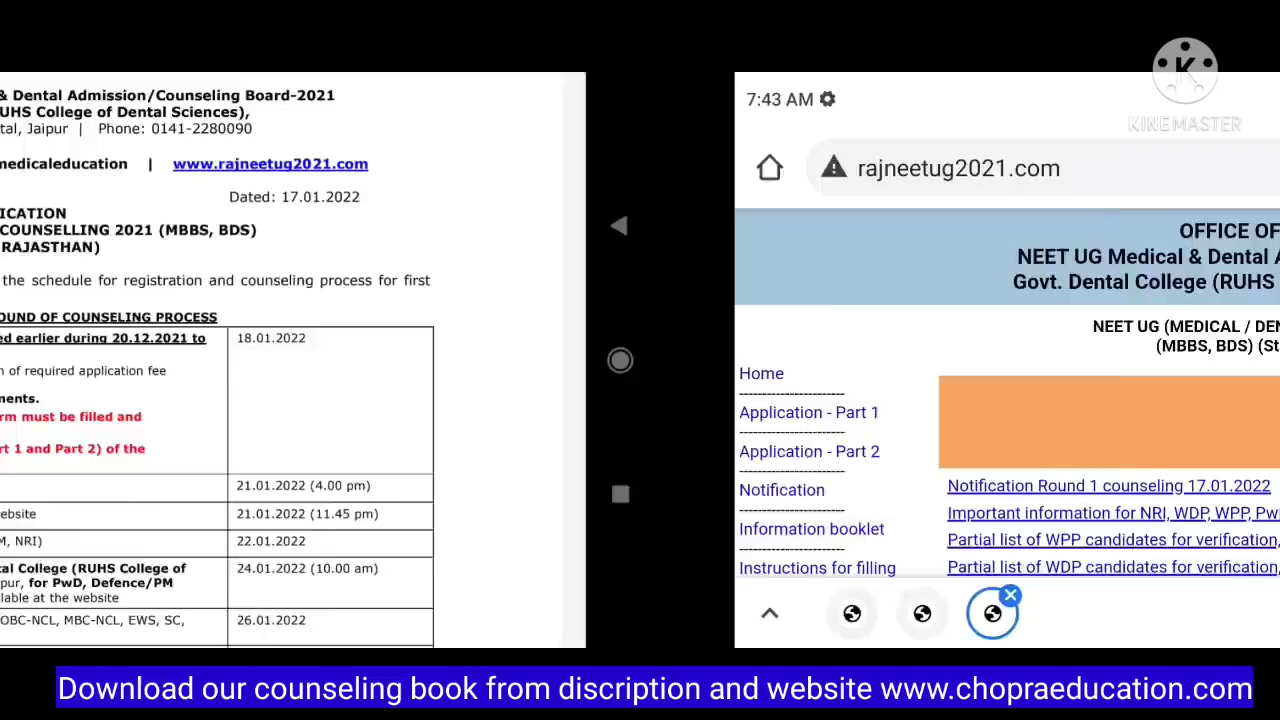 & Dental Admission/Counseling Board-2021
UHS College of Dental Sciences),
tal, Jaipur | Phone: 0141-2280090
medicaleducation | www.rajneetug2021.com
Dated: 17.01.2022
ICATION
COUNSELLING 2021 (MBBS, BDS)
RAJASTHAN)
the schedule for registration and counseling process for first
OUND OF COUNSELING PROCESS
ed earlier during 20.12.2021 to
18.01.2022
n of required application fee
ments.
rm must be filled and
rt 1 and Part 2) of the
21.01.2022 (4.00 pm)
ebsite
21.01.2022 (11.45 pm)
M, NRI)
22.01.2022
tal College (RUHS College of
24.01.2022 (10.00 am)
pur, for PwD, Defence/PM
ilable at the website
OBC-NCL, MBC-NCL, EWS, SC,
26.01.2022
7:43 AM
K
KINEMASTER
rajneetug2021.com
OFFICE OF
NEET UG Medical & Dental A
Govt. Dental College (RUHS
NEET UG (MEDICAL / DEN
(MBBS, BDS) (St
Home
Application - Part 1
Application - Part 2
Notification
Information booklet
Instructions for filling
Notification Round 1 counseling 17.01.2022
Important information for NRI, WDP, WPP, Pw
Partial list of WPP candidates for verification,
Partial list of WDP candidates for verification,
Download our counseling book from discription and website www.chopraeducation.com